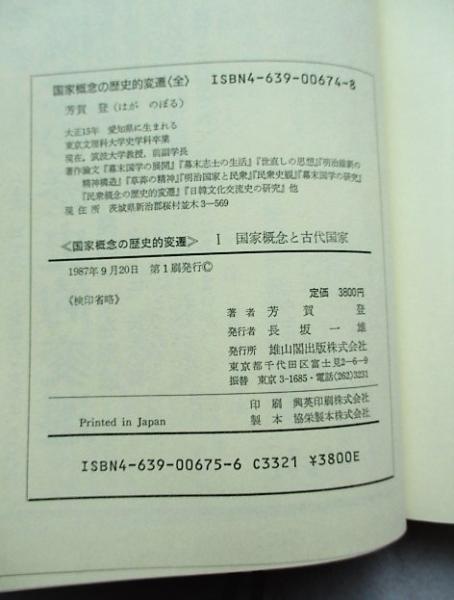 国家概念の歴史的変遷〈全〉 ISBN4-639-00674-8
芳賀 登（はが のぼる）
大正15年 愛知県に生まれる
東京文理科大学史学科卒業
現在，筑波大学教授，前副学長
著作論文『幕末国学の展開』『幕末志士の生活』『世直しの思想』『明治維新の
精神構造』『草莽の精神』『明治国家と民衆』『民衆史観』『幕末国学の研究』
『民衆概念の歴史的変遷』『日韓文化交流史の研究』他
現住所 茨城県新治郡桜村並木3-569
《国家概念の歴史的変遷》 I 国家概念と古代国家
1987年9月20日 第1刷発行©
《検印省略》
定価 3800円
著者 芳賀 登
発行者 長坂一雄
発行所 雄山閣出版株式会社
東京都千代田区富士見2-6-9
振替 東京3-1685・電話(262)3231
印刷 興英印刷株式会社
製本 協栄製本株式会社
Printed in Japan
ISBN4-639-00675-6 C3321 ¥3800E